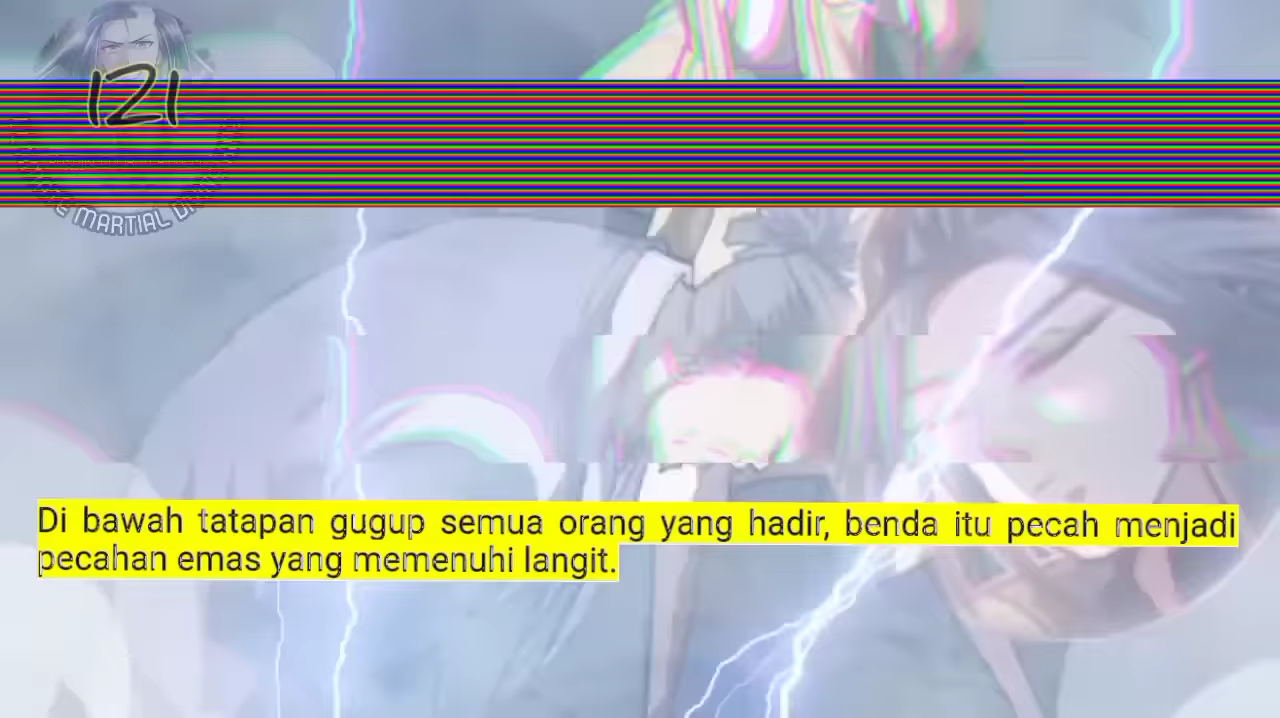 121
MARTIAL
Di bawah tatapan gugup semua orang yang hadir, benda itu pecah menjadi
pecahan emas yang memenuhi langit.